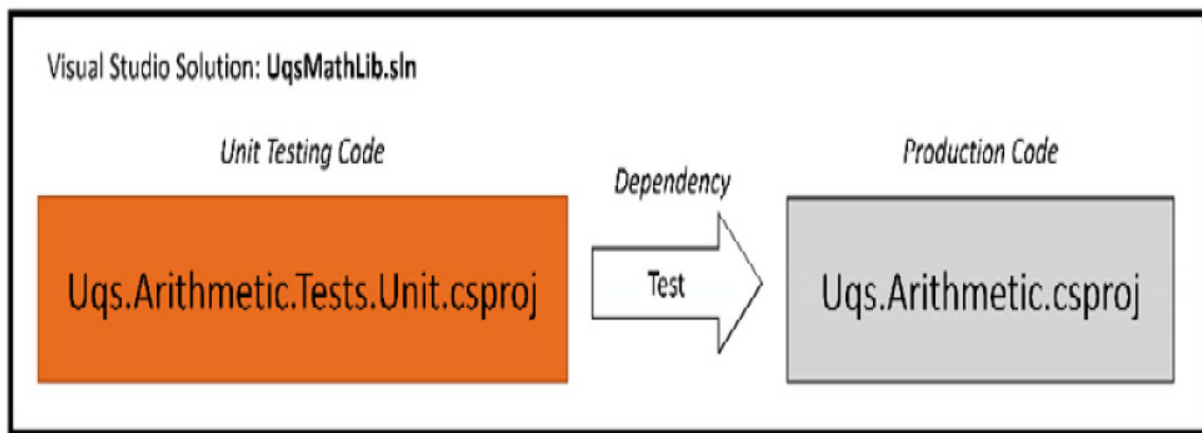 Visual Studio Solution: UqsMathLib.sln
Unit Testing Code
Production Code
Dependency
Uqs.Arithmetic.Tests.Unit.csproj
Test
Uqs.Arithmetic.csproj